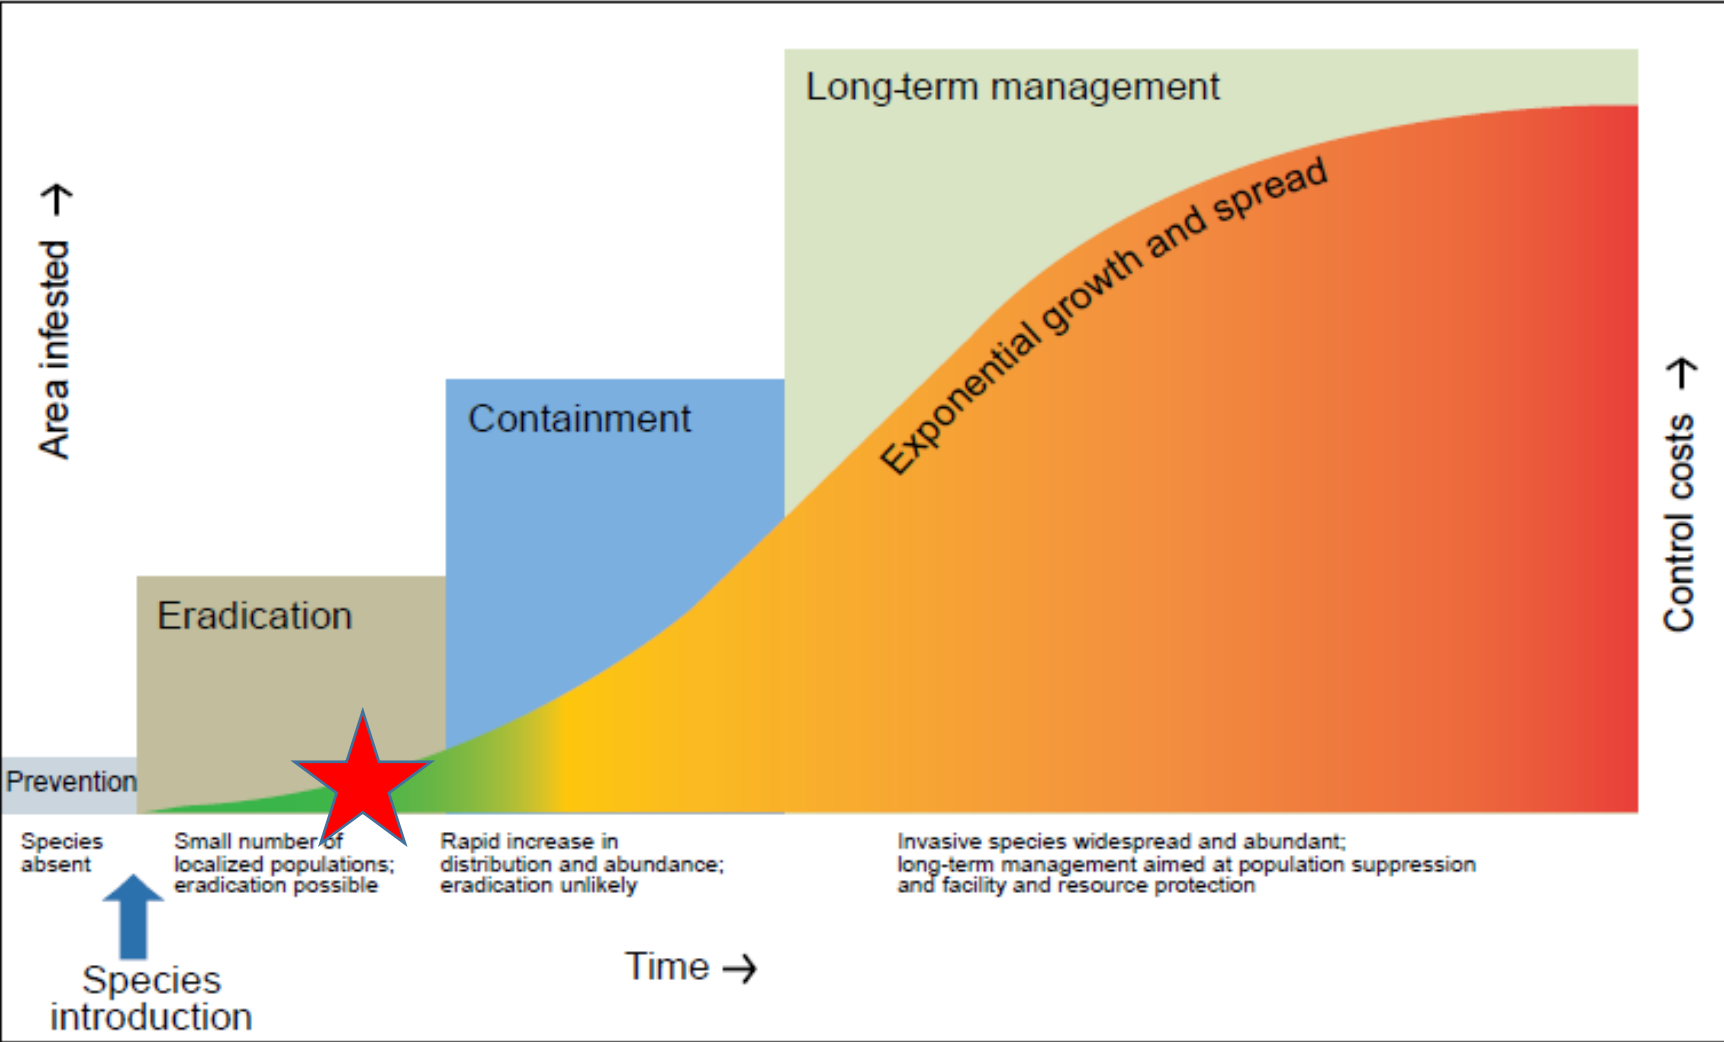 Long-term management
Exponential growth and spread
Area infested →
Containment
Control costs →
Eradication
Prevention
Species
absent
Small number of
localized populations;
eradication possible
Rapid increase in
distribution and abundance;
eradication unlikely
Invasive species widespread and abundant;
long-term management aimed at population suppression
and facility and resource protection
Time →
Species
introduction